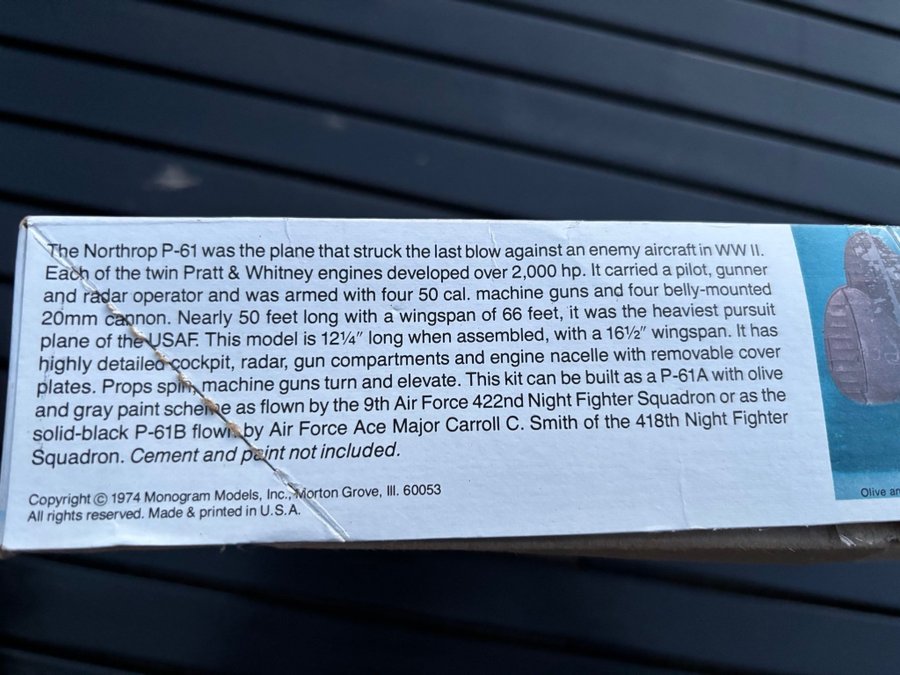 The Northrop P-61 was the plane that struck the last blow against an enemy aircraft in WW II.
Each of the twin Pratt & Whitney engines developed over 2,000 hp. It carried a pilot, gunner
and radar operator and was armed with four 50 cal. machine guns and four belly-mounted
20mm cannon. Nearly 50 feet long with a wingspan of 66 feet, it was the heaviest pursuit
plane of the USAF. This model is 12¼" long when assembled, with a 16½" wingspan. It has
highly detailed cockpit, radar, gun compartments and engine nacelle with removable cover
plates. Props spin, machine guns turn and elevate. This kit can be built as a P-61A with olive
and gray paint scheme as flown by the 9th Air Force 422nd Night Fighter Squadron or as the
solid-black P-61B flown by Air Force Ace Major Carroll C. Smith of the 418th Night Fighter
Squadron. Cement and paint not included.
Copyright © 1974 Monogram Models, Inc., Morton Grove, Ill. 60053
All rights reserved. Made & printed in U.S.A.
Olive